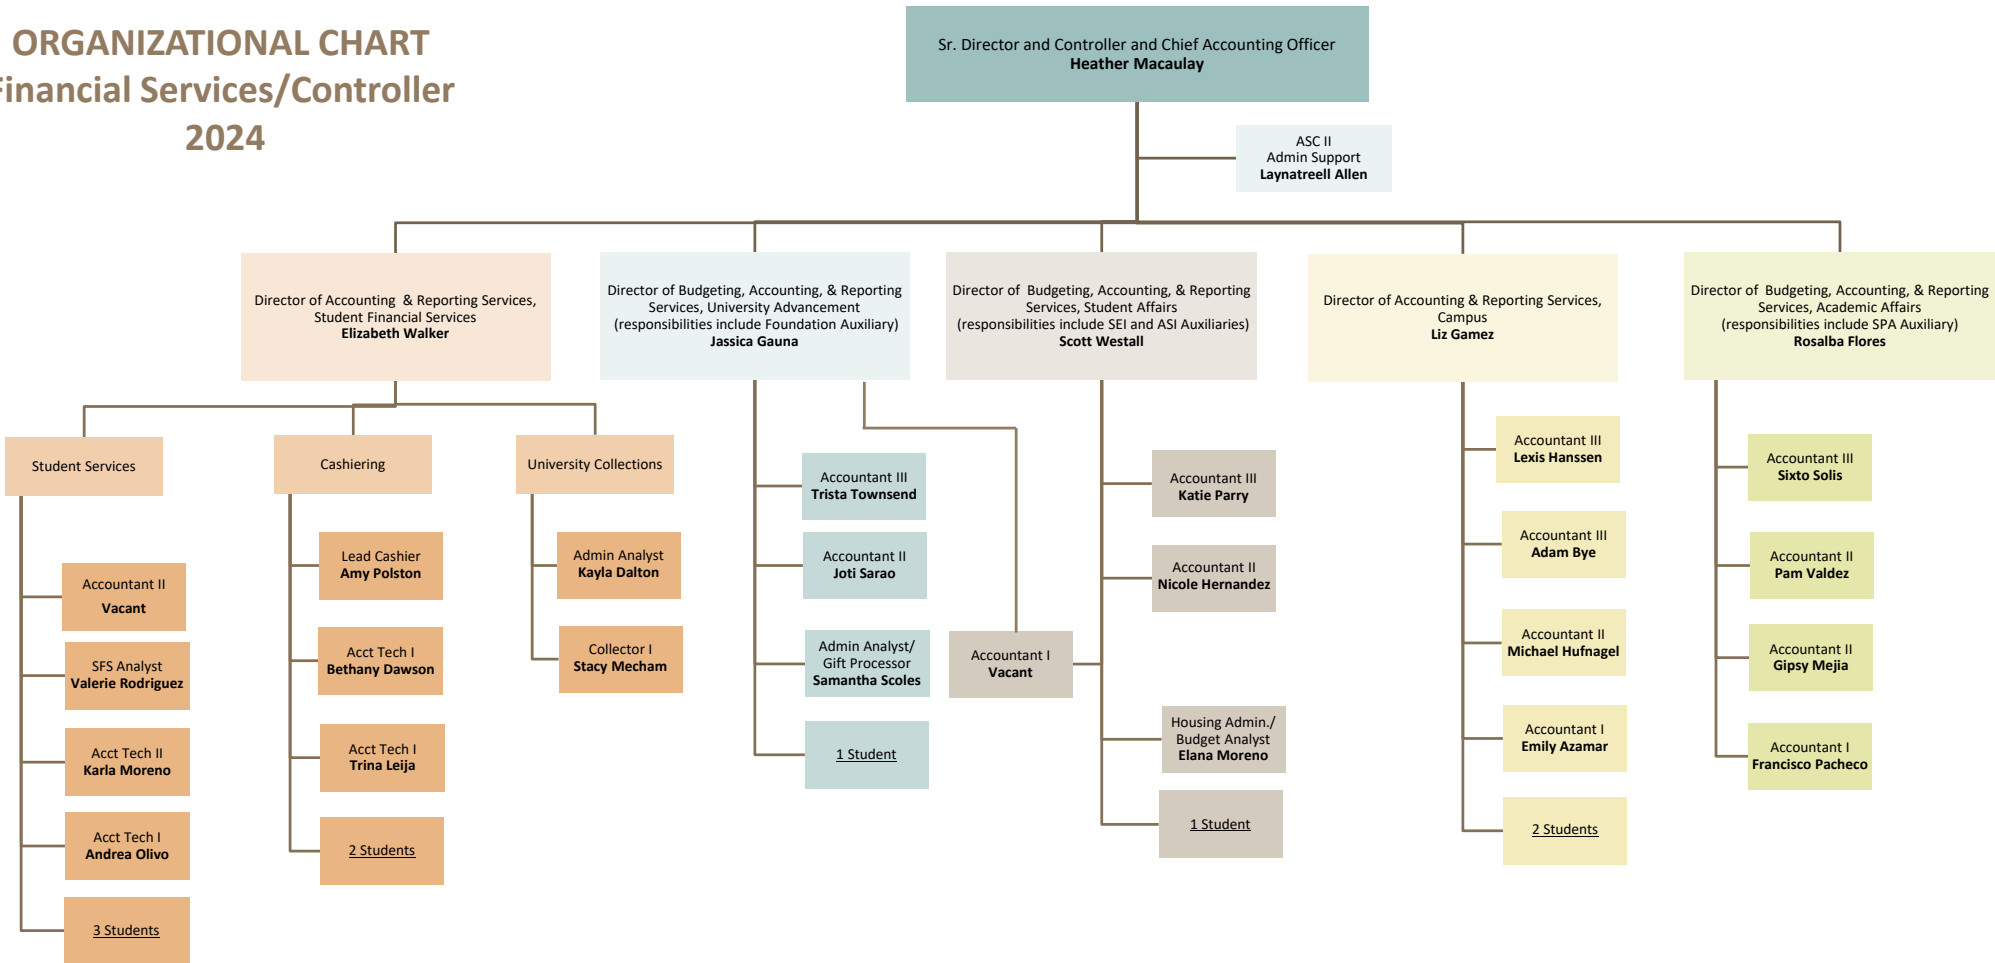 ORGANIZATIONAL CHART
Financial Services/Controller
2024
Sr. Director and Controller and Chief Accounting Officer
Heather Macaulay
ASC II
Admin Support
Laynatreell Allen
Director of Accounting & Reporting Services,
Student Financial Services
Elizabeth Walker
Director of Budgeting, Accounting, & Reporting
Services, University Advancement
(responsibilities include Foundation Auxiliary)
Jassica Gauna
Director of Budgeting, Accounting, & Reporting
Services, Student Affairs
(responsibilities include SEI and ASI Auxiliaries)
Scott Westall
Director of Accounting & Reporting Services,
Campus
Liz Gamez
Director of Budgeting, Accounting, & Reporting
Services, Academic Affairs
(responsibilities include SPA Auxiliary)
Rosalba Flores
Student Services
Accountant II
Vacant
SFS Analyst
Valerie Rodriguez
Acct Tech II
Karla Moreno
Acct Tech I
Andrea Olivo
3 Students
Cashiering
Lead Cashier
Amy Polston
Acct Tech I
Bethany Dawson
Acct Tech I
Trina Leija
2 Students
University Collections
Admin Analyst
Kayla Dalton
Collector I
Stacy Mecham
Accountant III
Trista Townsend
Accountant II
Joti Sarao
Admin Analyst/
Gift Processor
Samantha Scoles
1 Student
Accountant I
Vacant
Accountant III
Katie Parry
Accountant II
Nicole Hernandez
Housing Admin./
Budget Analyst
Elana Moreno
1 Student
Accountant III
Lexis Hanssen
Accountant III
Adam Bye
Accountant II
Michael Hufnagel
Accountant I
Emily Azamar
2 Students
Accountant III
Sixto Solis
Accountant II
Pam Valdez
Accountant II
Gipsy Mejia
Accountant I
Francisco Pacheco